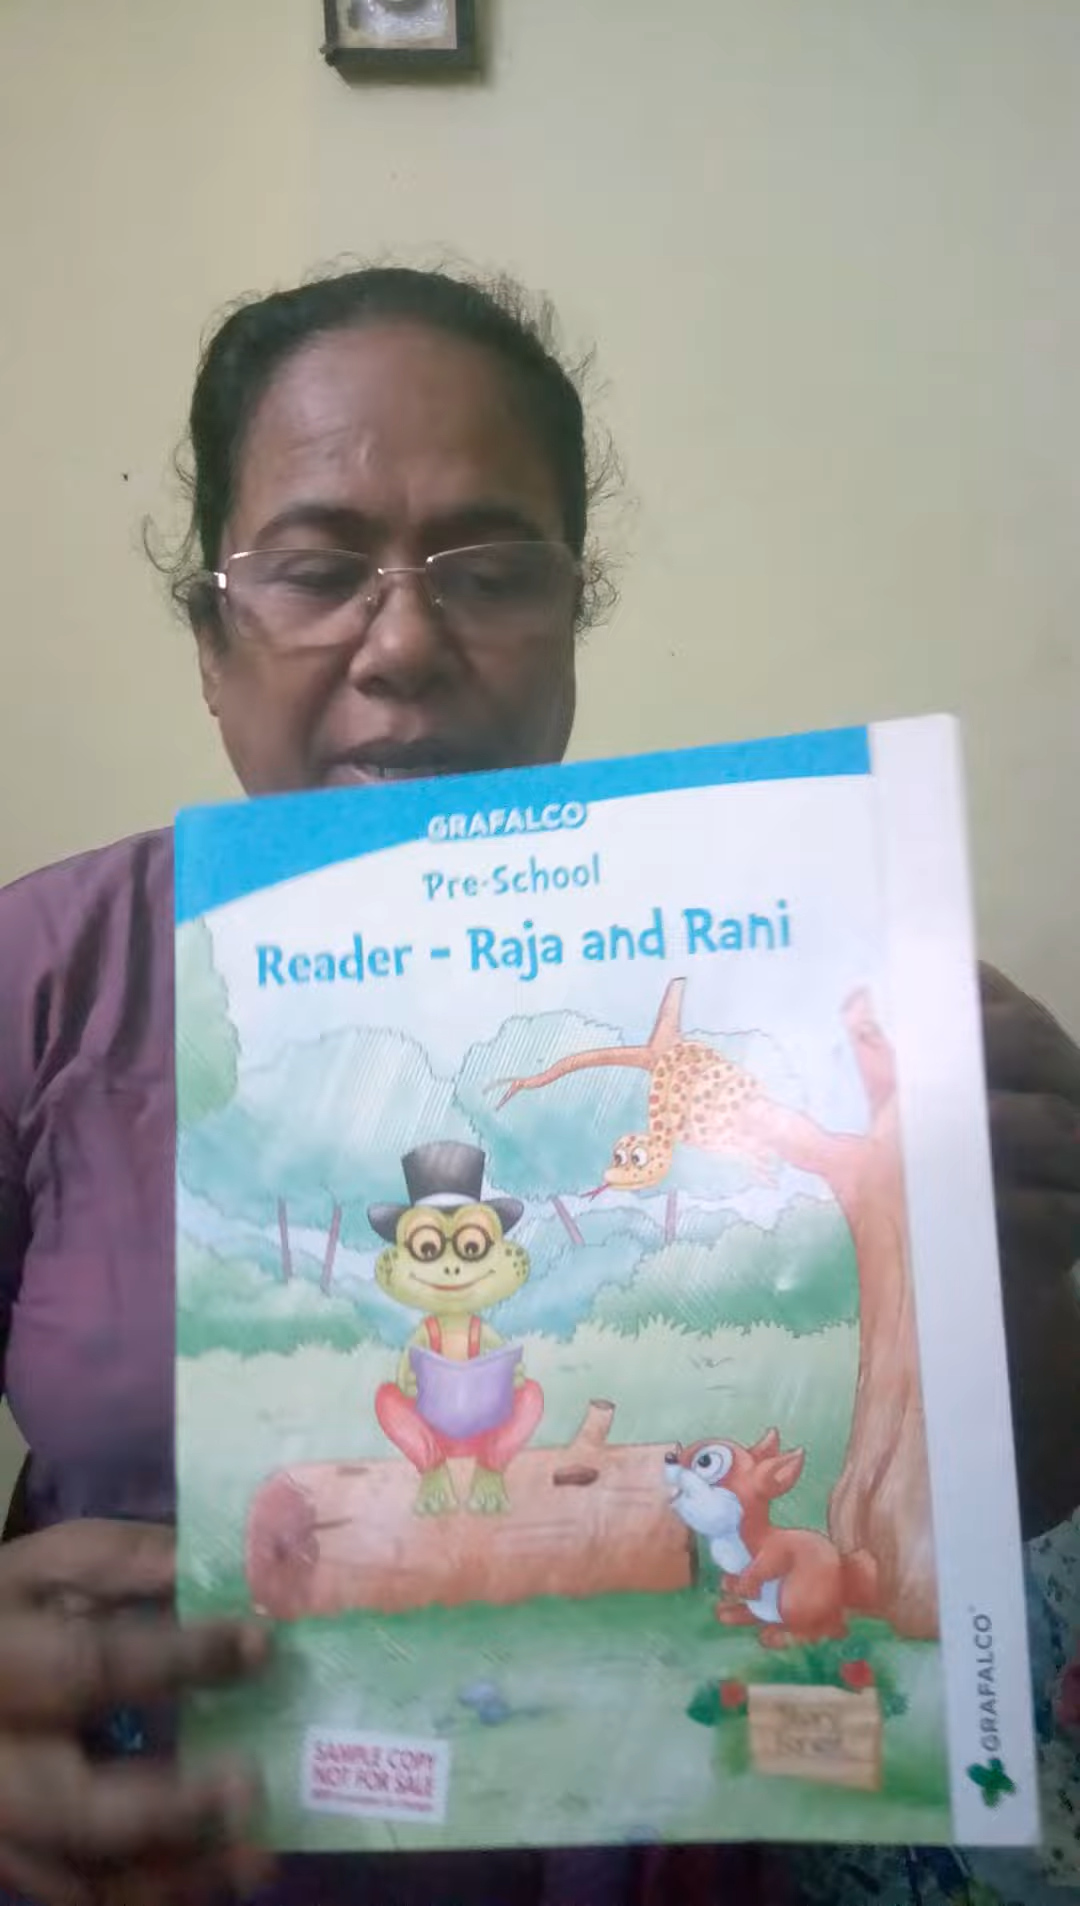 GRAFALCO
Pre-School
Reader - Raja and Rani
SAMPLE COPY
NOT FOR SALE
GRAFALCO